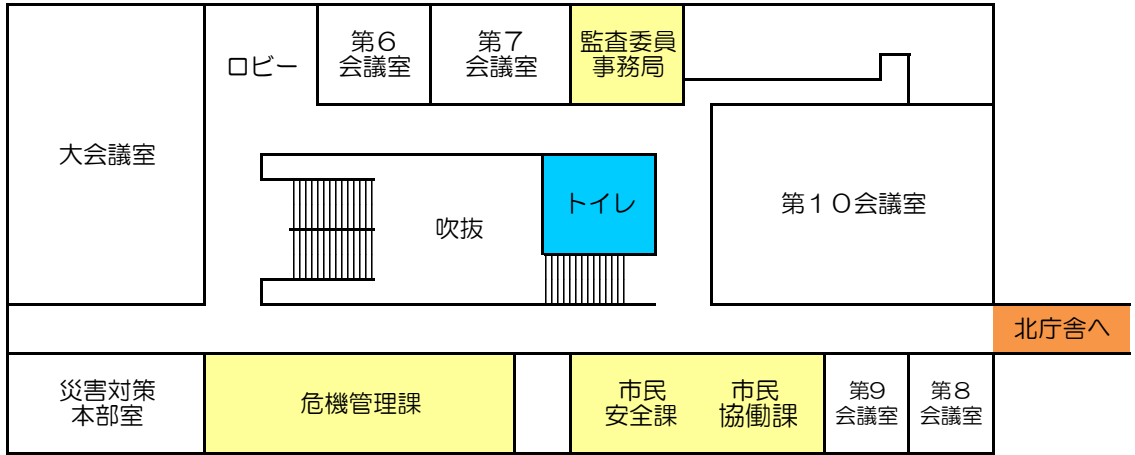 ロビー
第６
会議室
第７
会議室
監査委員
事務局
大会議室
吹抜
トイレ
第１０会議室
北庁舎へ
災害対策
本部室
危機管理課
市民
安全課
市民
協働課
第9
会議室
第８
会議室